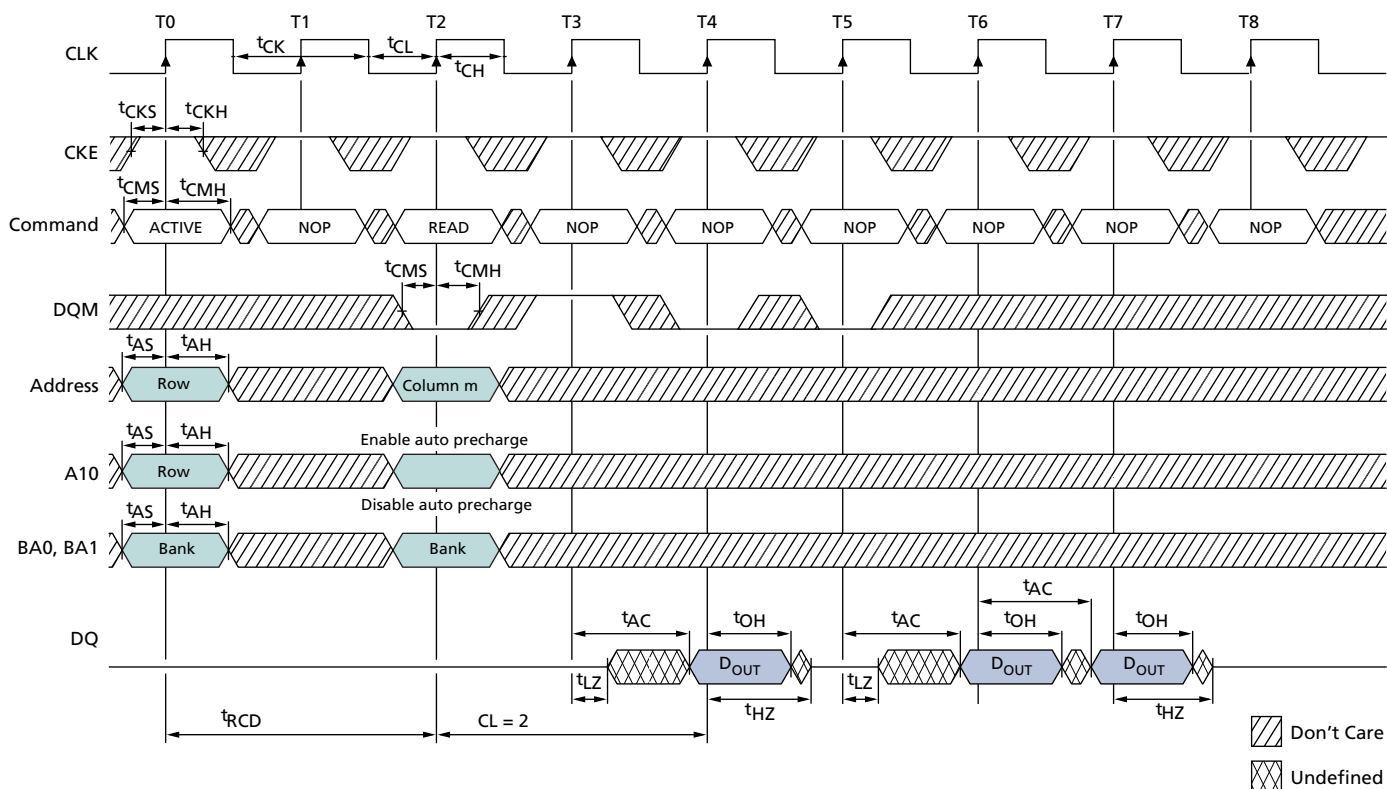 T0 T1 T2 T3 T4 T5 T6 T7 T8
CLK tCK tCL tCH
tCKS tCKH
CKE
tCMS tCMH
Command ACTIVE NOP READ NOP NOP NOP NOP NOP NOP
tCMS tCMH
DQM
tAS tAH
Address Row Column m
tAS tAH Enable auto precharge
A10 Row
tAS tAH Disable auto precharge
BA0, BA1 Bank Bank
tAC
tAC tOH tAC tOH tOH
DQ
DOUT DOUT DOUT
tLZ tLZ
tHZ tHZ
tRCD CL = 2
Don't Care
Undefined